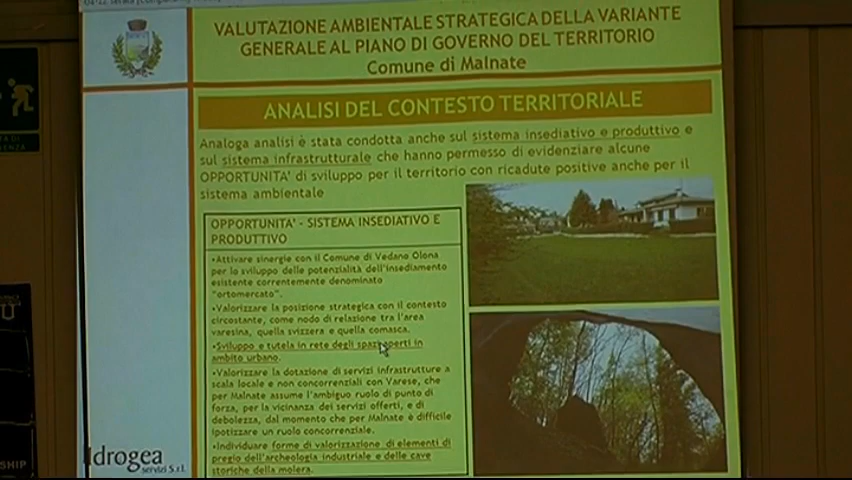 VALUTAZIONE AMBIENTALE STRATEGICA DELLA VARIANTE
GENERALE AL PIANO DI GOVERNO DEL TERRITORIO
Comune di Malnate
ANALISI DEL CONTESTO TERRITORIALE
Analoga analisi è stata condotta anche sul sistema insediativo e produttivo e
sul sistema infrastrutturale che hanno permesso di evidenziare alcune
OPPORTUNITA' di sviluppo per il territorio con ricadute positive anche per il
sistema ambientale
OPPORTUNITA' - SISTEMA INSEDIATIVO E
PRODUTTIVO
•Attivare sinergie con il Comune di Vedano Olona
per lo sviluppo delle potenzialità dell'insediamento
esistente correntemente denominato
"ortomercato".
•Valorizzare la posizione strategica con il contesto
circostante, come nodo di relazione tra l'area
varesina, quella svizzera e quella comasca.
•Sviluppo e tutela in rete degli spazi aperti in
ambito urbano.
•Valorizzare la dotazione di servizi infrastrutture a
scala locale e non concorrenziali con Varese, che
per Malnate assume l'ambiguo ruolo di punto di
forza, per la vicinanza dei servizi offerti, e di
debolezza, dal momento che per Malnate è difficile
ipotizzare un ruolo concorrenziale.
•Individuare forme di valorizzazione di elementi di
pregio dell'archeologia industriale e delle cave
storiche della molera.
Idrogea
servizi S.r.l.